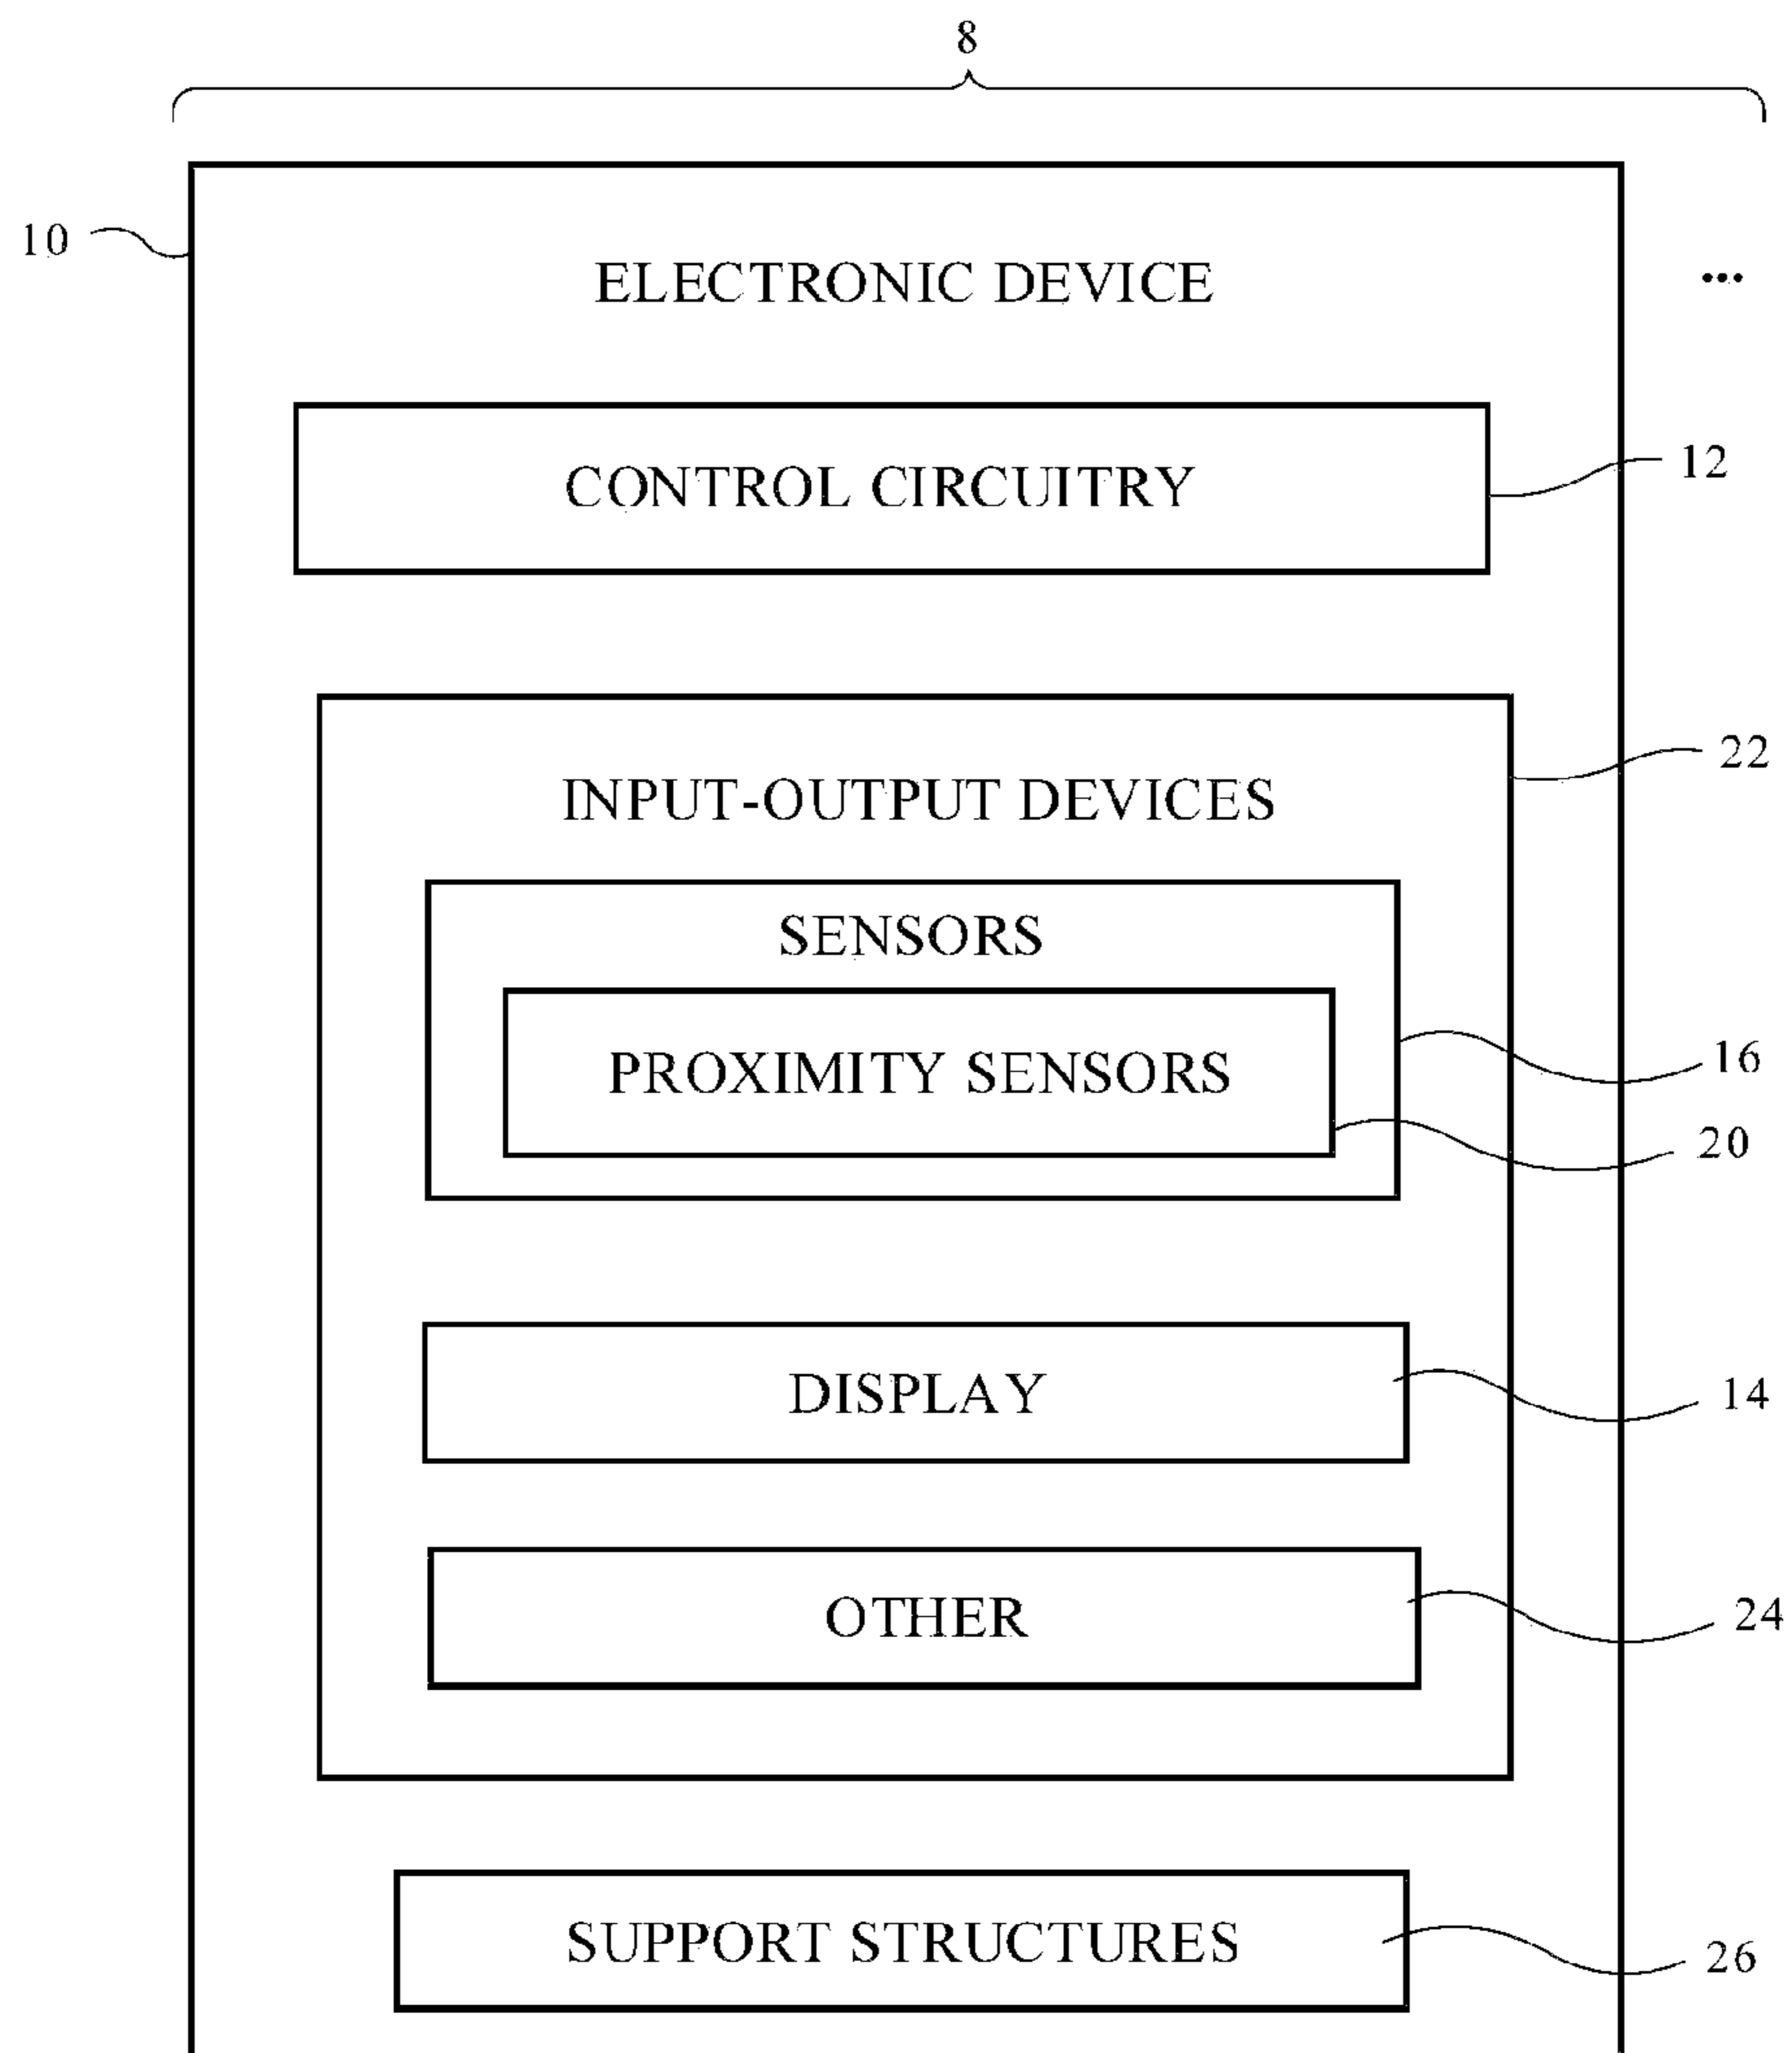 8
10
ELECTRONIC DEVICE
...
CONTROL CIRCUITRY
12
22
INPUT-OUTPUT DEVICES
SENSORS
PROXIMITY SENSORS
16
20
DISPLAY
14
OTHER
24
SUPPORT STRUCTURES
26